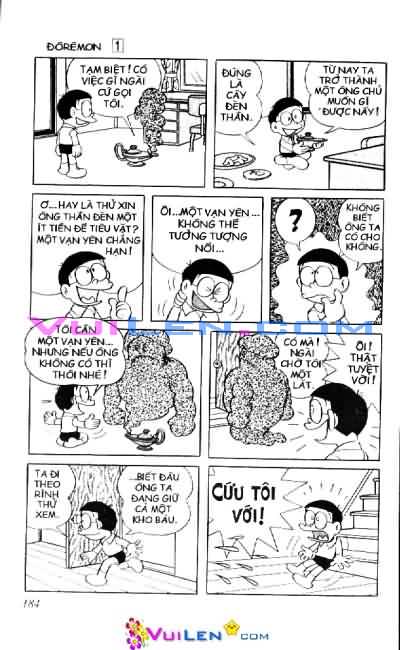 ĐÔRÊMON 1
TẠM BIỆT! CÓ
VIỆC GÌ NGÀI
CỨ GỌI
TÔI.
ĐÚNG
LÀ
CÂY
ĐÈN
THẦN.
TỪ NAY TA
TRỞ THÀNH
MỘT ÔNG CHỦ
MUỐN GÌ
ĐƯỢC NẤY!
Ơ...HAY LÀ THỬ XIN
ÔNG THẦN ĐÈN MỘT
ÍT TIỀN ĐỂ TIÊU VẶT?
MỘT VẠN YÊN CHẲNG
HẠN!
ÔI...MỘT VẠN YÊN...
KHÔNG THỂ
TƯỞNG TƯỢNG
NỔI...
?
KHÔNG
BIẾT
ÔNG TA
CÓ CHO
KHÔNG.
VUILEN.COM
TÔI CẦN
MỘT VẠN YÊN...
NHƯNG NẾU ÔNG
KHÔNG CÓ THÌ
THÔI NHÉ!
CÓ MÀ!
NGÀI
CHỜ TÔI
MỘT
LÁT.
ÔI!
THẬT
TUYỆT
VỜI!
TA ĐI
THEO
RÌNH
THỬ
XEM.
...BIẾT ĐÂU
ÔNG TA
ĐANG GIỮ
CẢ MỘT
KHO BÁU.
CỨU TÔI
VỚI!
184
VUILEN.COM